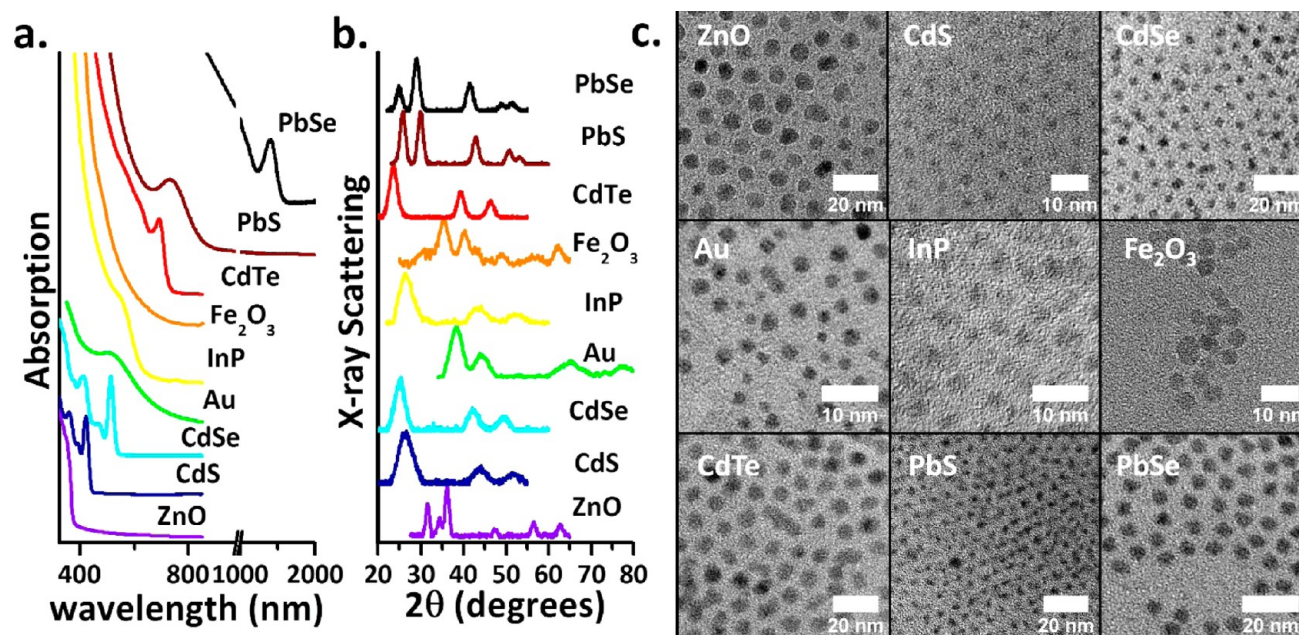 a.
Absorption
PbSe
PbS
CdTe
Fe₂O₃
InP
Au
CdSe
CdS
ZnO
400 800 1000 2000
wavelength (nm)
b.
X-ray Scattering
PbSe
PbS
CdTe
Fe₂O₃
InP
Au
CdSe
CdS
ZnO
20 30 40 50 60 70 80
2θ (degrees)
c.
ZnO
20 nm
CdS
10 nm
CdSe
20 nm
Au
10 nm
InP
10 nm
Fe₂O₃
10 nm
CdTe
20 nm
PbS
20 nm
PbSe
20 nm